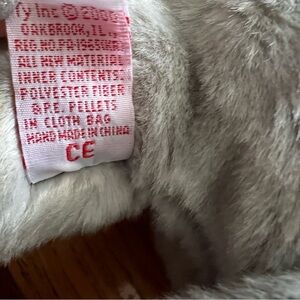 Ty Inc © 200
OAKBROOK, IL.,
REG.NO.PA-1965(KR)
ALL NEW MATERIAL
INNER CONTENTS:
POLYESTER FIBER
& P.E. PELLETS
IN CLOTH BAG
HAND MADE IN CHINA
CE